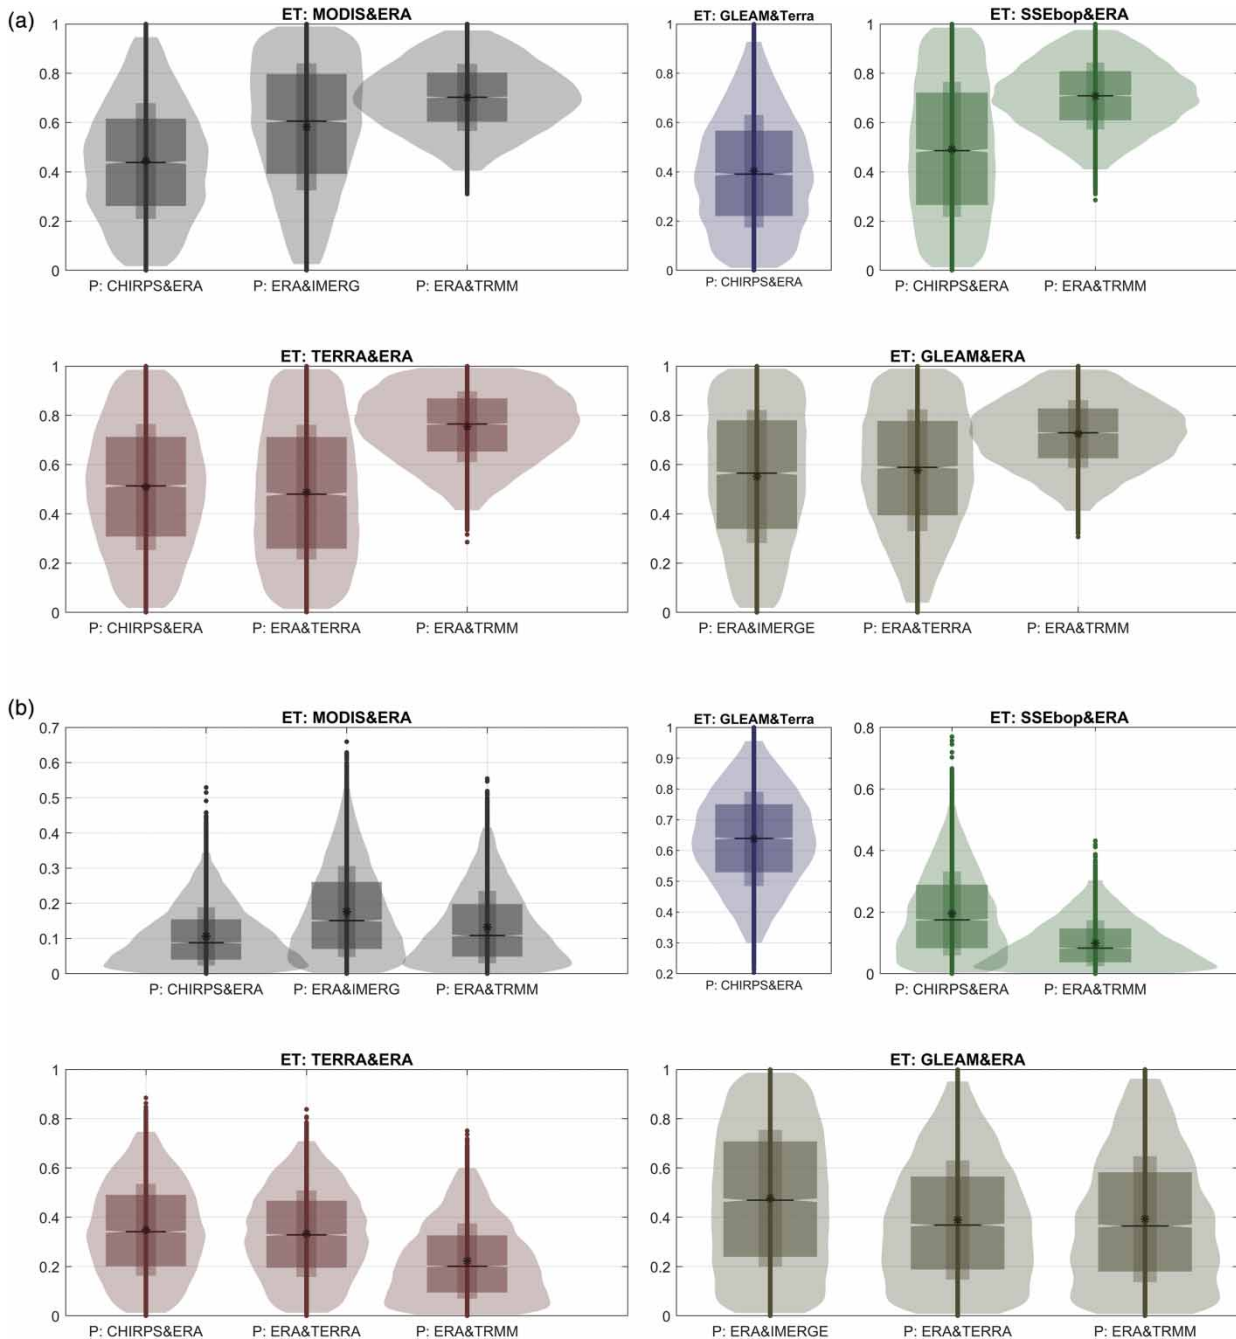 (a)
ET: MODIS&ERA
1
0.8
0.6
0.4
0.2
0
P: CHIRPS&ERA P: ERA&IMERG P: ERA&TRMM
ET: GLEAM&Terra
1
0.8
0.6
0.4
0.2
0
P: CHIRPS&ERA
ET: SSEbop&ERA
1
0.8
0.6
0.4
0.2
0
P: CHIRPS&ERA P: ERA&TRMM
ET: TERRA&ERA
1
0.8
0.6
0.4
0.2
0
P: CHIRPS&ERA P: ERA&TERRA P: ERA&TRMM
ET: GLEAM&ERA
1
0.8
0.6
0.4
0.2
0
P: ERA&IMERGE P: ERA&TERRA P: ERA&TRMM
(b)
ET: MODIS&ERA
0.7
0.6
0.5
0.4
0.3
0.2
0.1
0
P: CHIRPS&ERA P: ERA&IMERG P: ERA&TRMM
ET: GLEAM&Terra
1
0.9
0.8
0.7
0.6
0.5
0.4
0.3
0.2
P: CHIRPS&ERA
ET: SSEbop&ERA
0.8
0.6
0.4
0.2
0
P: CHIRPS&ERA P: ERA&TRMM
ET: TERRA&ERA
1
0.8
0.6
0.4
0.2
0
P: CHIRPS&ERA P: ERA&TERRA P: ERA&TRMM
ET: GLEAM&ERA
1
0.8
0.6
0.4
0.2
0
P: ERA&IMERGE P: ERA&TERRA P: ERA&TRMM